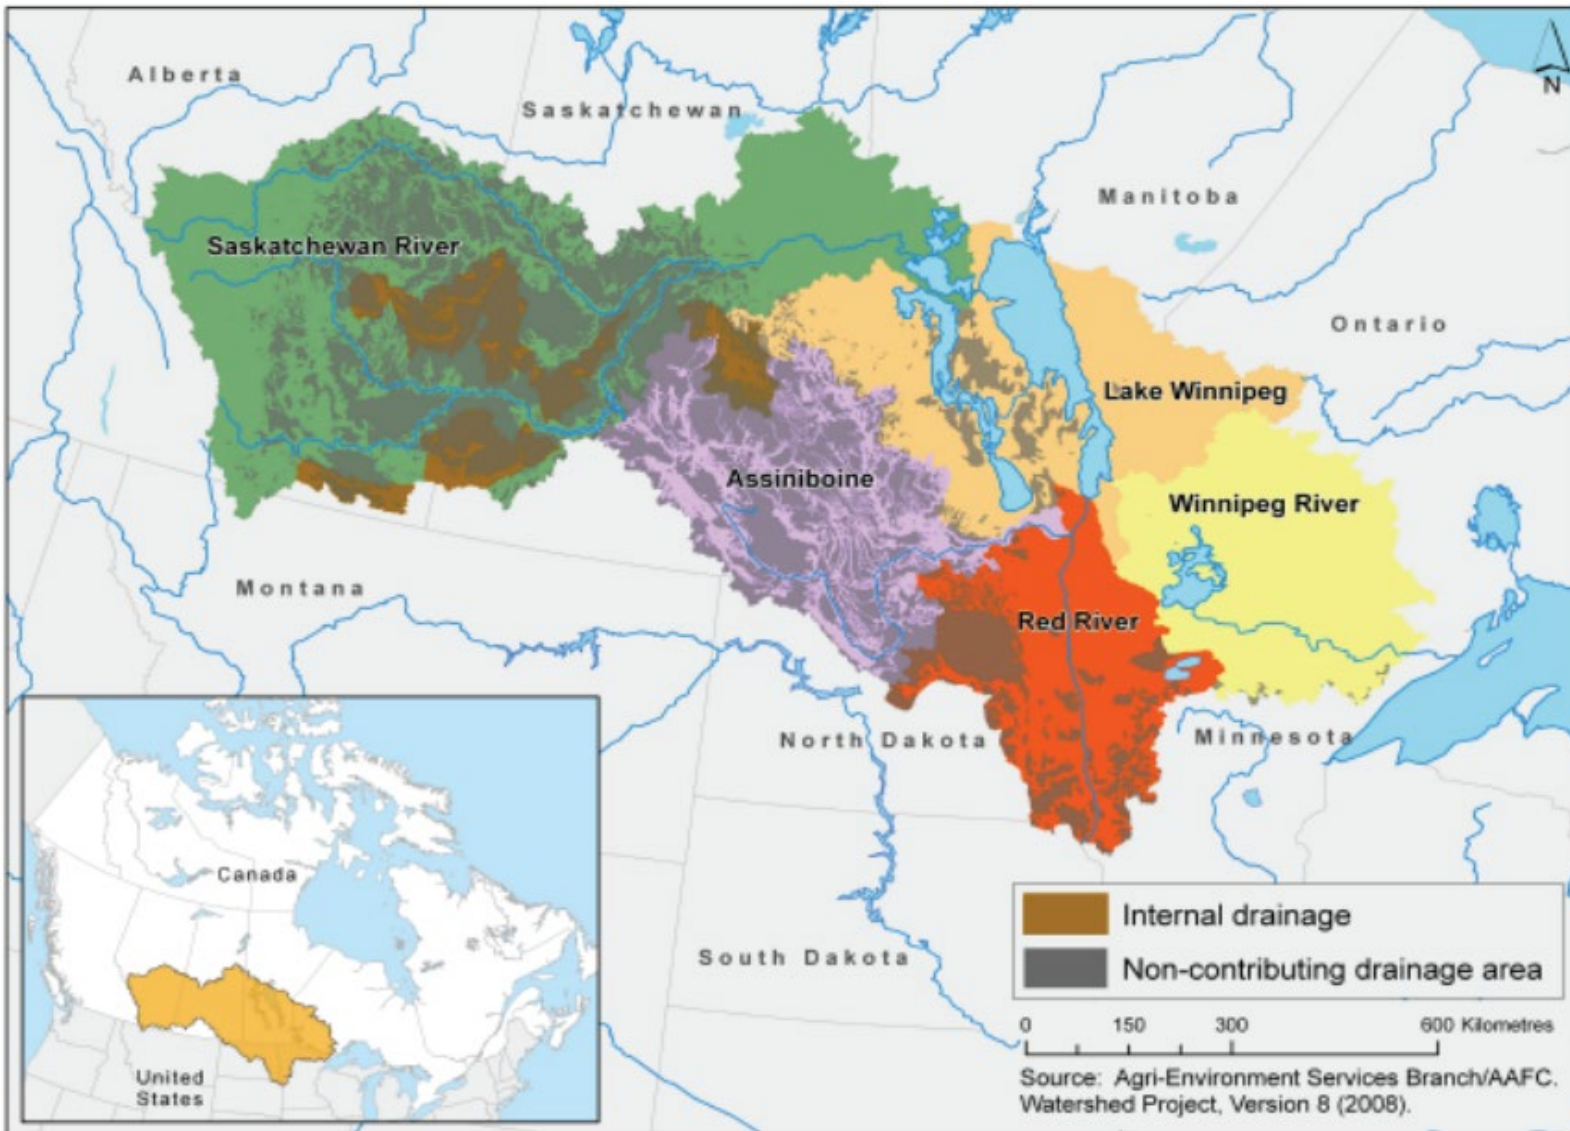 Alberta
Saskatchewan
N
Manitoba
Saskatchewan River
Ontario
Lake Winnipeg
Assiniboine
Winnipeg River
Montana
Red River
North Dakota
Minnesota
Canada
South Dakota
United
States
Internal drainage
Non-contributing drainage area
0 150 300 600 Kilometres
Source: Agri-Environment Services Branch/AAFC.
Watershed Project, Version 8 (2008).